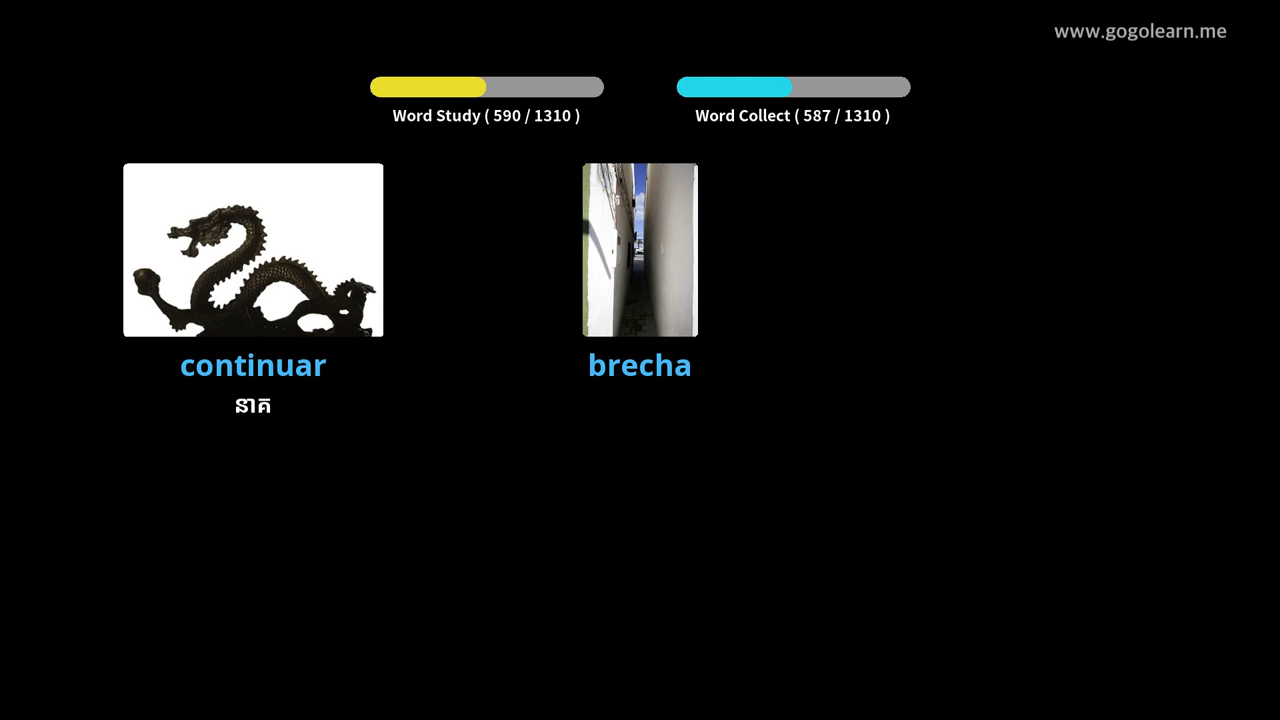 www.gogolearn.me
Word Study ( 590 / 1310 )
Word Collect ( 587 / 1310 )
continuar
brecha
នាគ